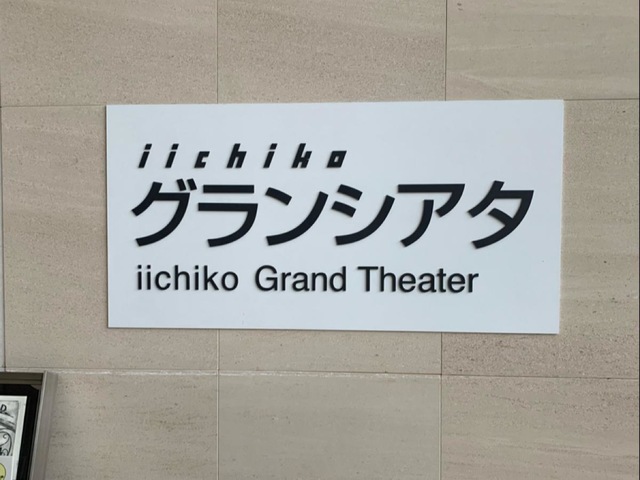 iichiko
グランシアタ
iichiko Grand Theater